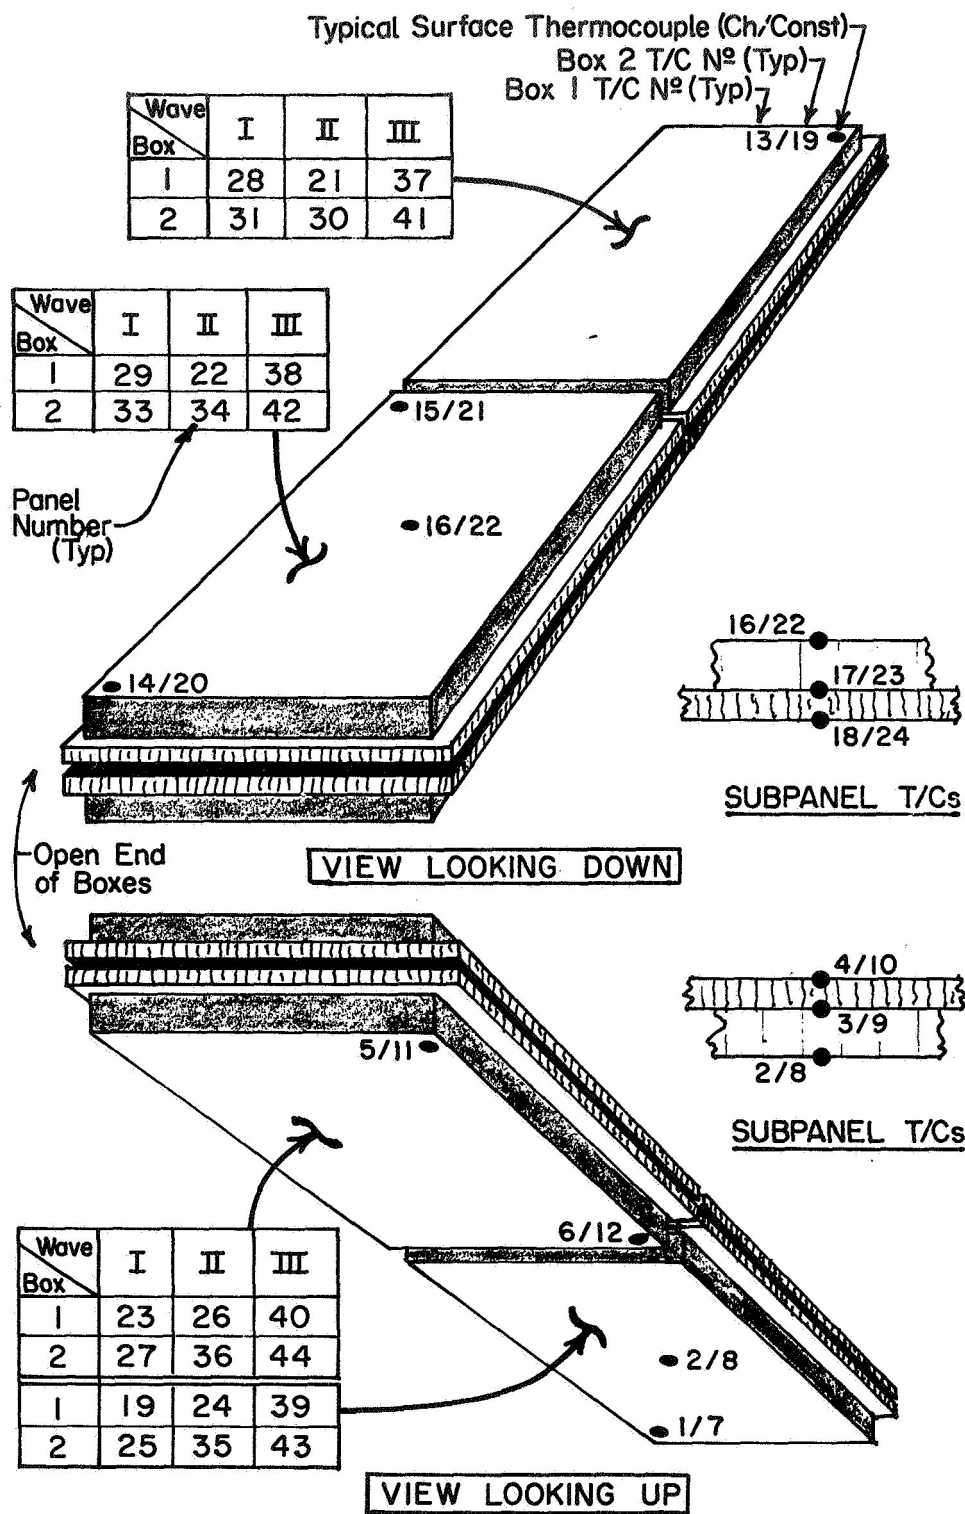 Typical Surface Thermocouple (Ch/Const)
Box 2 T/C Nº (Typ)
Box 1 T/C Nº (Typ)
13/19
Wave Box I II III
1 28 21 37
2 31 30 41
Wave Box I II III
1 29 22 38
2 33 34 42
15/21
Panel
Number
(Typ)
16/22
14/20
16/22
17/23
18/24
SUBPANEL T/Cs
Open End
of Boxes
VIEW LOOKING DOWN
4/10
3/9
2/8
SUBPANEL T/Cs
5/11
6/12
Wave Box I II III
1 23 26 40
2 27 36 44
1 19 24 39
2 25 35 43
2/8
1/7
VIEW LOOKING UP